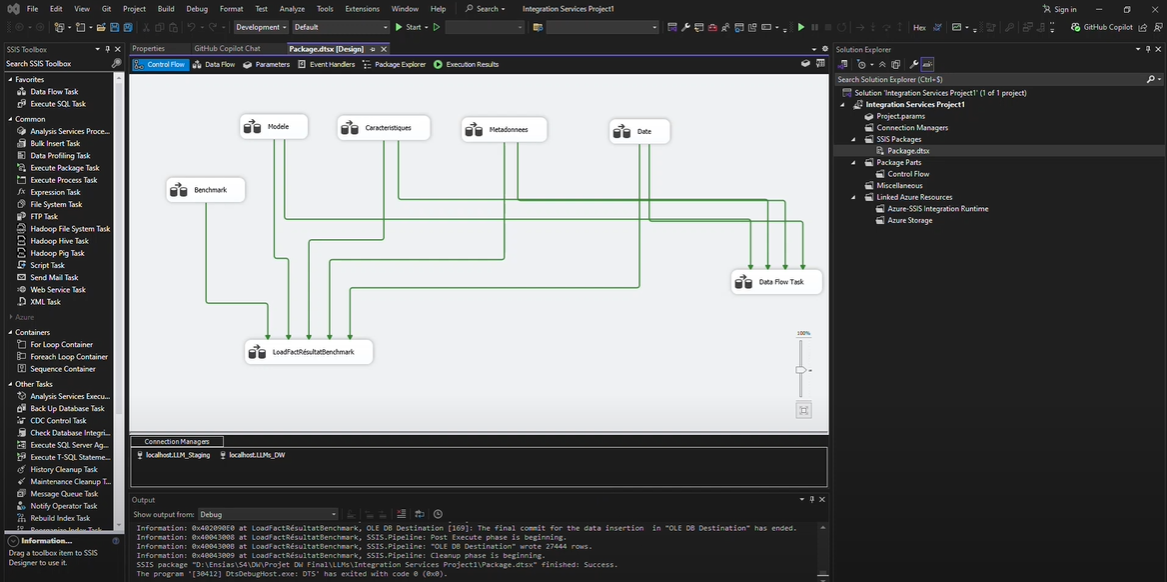 File Edit View Git Project Build Debug Format Test Analyze Tools Extensions Window Help Search Integration Services Project1 Sign in
Development Default Start Hex GitHub Copilot
SSIS Toolbox
Search SSIS Toolbox
Favorites
Data Flow Task
Execute SQL Task
Common
Analysis Services Proce...
Bulk Insert Task
Data Profiling Task
Execute Package Task
Execute Process Task
Expression Task
File System Task
FTP Task
Hadoop File System Task
Hadoop Hive Task
Hadoop Pig Task
Script Task
Send Mail Task
Web Service Task
XML Task
Azure
Containers
For Loop Container
Foreach Loop Container
Sequence Container
Other Tasks
Analysis Services Execu...
Back Up Database Task
CDC Control Task
Check Database Integri...
Execute SQL Server Ag...
Execute T-SQL Stateme...
History Cleanup Task
Maintenance Cleanup T...
Message Queue Task
Notify Operator Task
Rebuild Index Task
Reorganize Index Task
Information...
Drag a toolbox item to SSIS
Designer to use it.
Properties GitHub Copilot Chat Package.dtsx [Design]
Control Flow Data Flow Parameters Event Handlers Package Explorer Execution Results
Modele
Caracteristiques
Metadonnees
Date
Benchmark
Data Flow Task
LoadFactRésultatBenchmark
100%
Connection Managers
localhost.LLM_Staging localhost.LLMs_DW
Output
Show output from: Debug
Information: 0x402090E0 at LoadFactRésultatBenchmark, OLE DB Destination [169]: The final commit for the data insertion in "OLE DB Destination" has ended.
Information: 0x40043008 at LoadFactRésultatBenchmark, SSIS.Pipeline: Post Execute phase is beginning.
Information: 0x4004300B at LoadFactRésultatBenchmark, SSIS.Pipeline: "OLE DB Destination" wrote 27444 rows.
Information: 0x40043009 at LoadFactRésultatBenchmark, SSIS.Pipeline: Cleanup phase is beginning.
SSIS package "D:\Ensias\S4\DW\Projet DW Final\LLMs\Integration Services Project1\Package.dtsx" finished: Success.
The program '[30412] DtsDebugHost.exe: DTS' has exited with code 0 (0x0).
Solution Explorer
Search Solution Explorer (Ctrl+$)
Solution 'Integration Services Project1' (1 of 1 project)
Integration Services Project1
Project.params
Connection Managers
SSIS Packages
Package.dtsx
Package Parts
Control Flow
Miscellaneous
Linked Azure Resources
Azure-SSIS Integration Runtime
Azure Storage